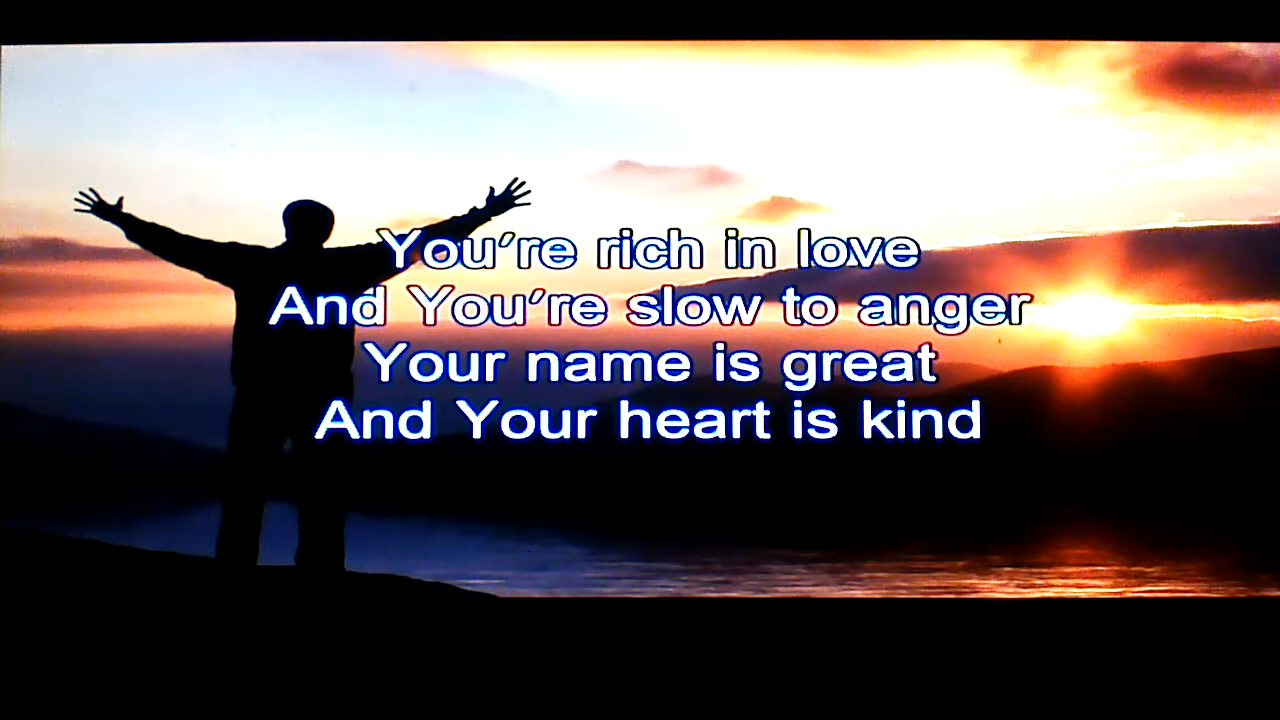 You're rich in love
And You're slow to anger
Your name is great
And Your heart is kind